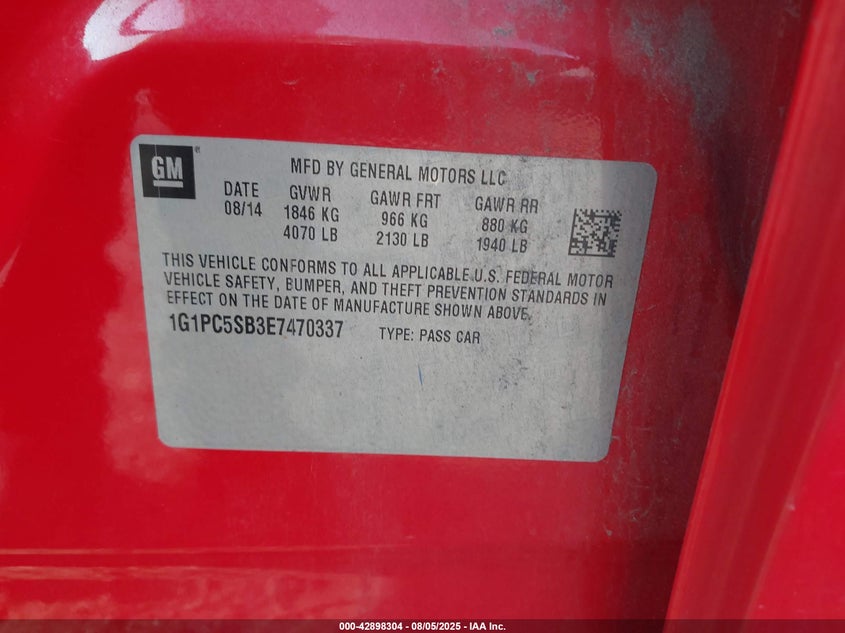 GM ®
MFD BY GENERAL MOTORS LLC
DATE GVWR GAWR FRT GAWR RR
08/14 1846 KG 966 KG 880 KG
4070 LB 2130 LB 1940 LB
THIS VEHICLE CONFORMS TO ALL APPLICABLE U.S. FEDERAL MOTOR
VEHICLE SAFETY, BUMPER, AND THEFT PREVENTION STANDARDS IN
EFFECT ON THE DATE OF MANUFACTURE SHOWN ABOVE.
1G1PC5SB3E7470337 TYPE: PASS CAR
000-42898304 - 08/05/2025 - IAA Inc.